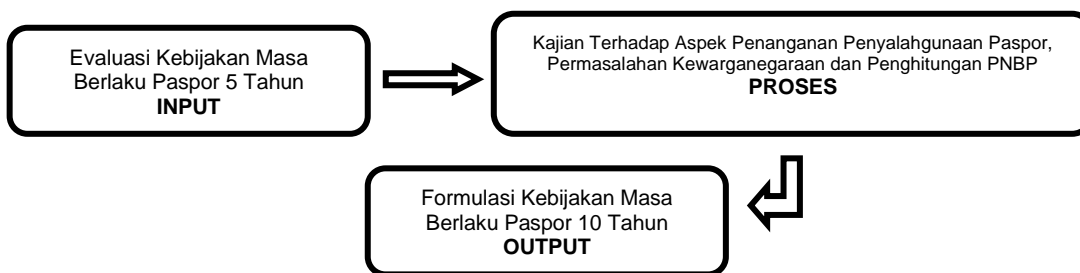 Evaluasi Kebijakan Masa
Berlaku Paspor 5 Tahun
INPUT
Kajian Terhadap Aspek Penanganan Penyalahgunaan Paspor,
Permasalahan Kewarganegaraan dan Penghitungan PNBP
PROSES
Formulasi Kebijakan Masa
Berlaku Paspor 10 Tahun
OUTPUT